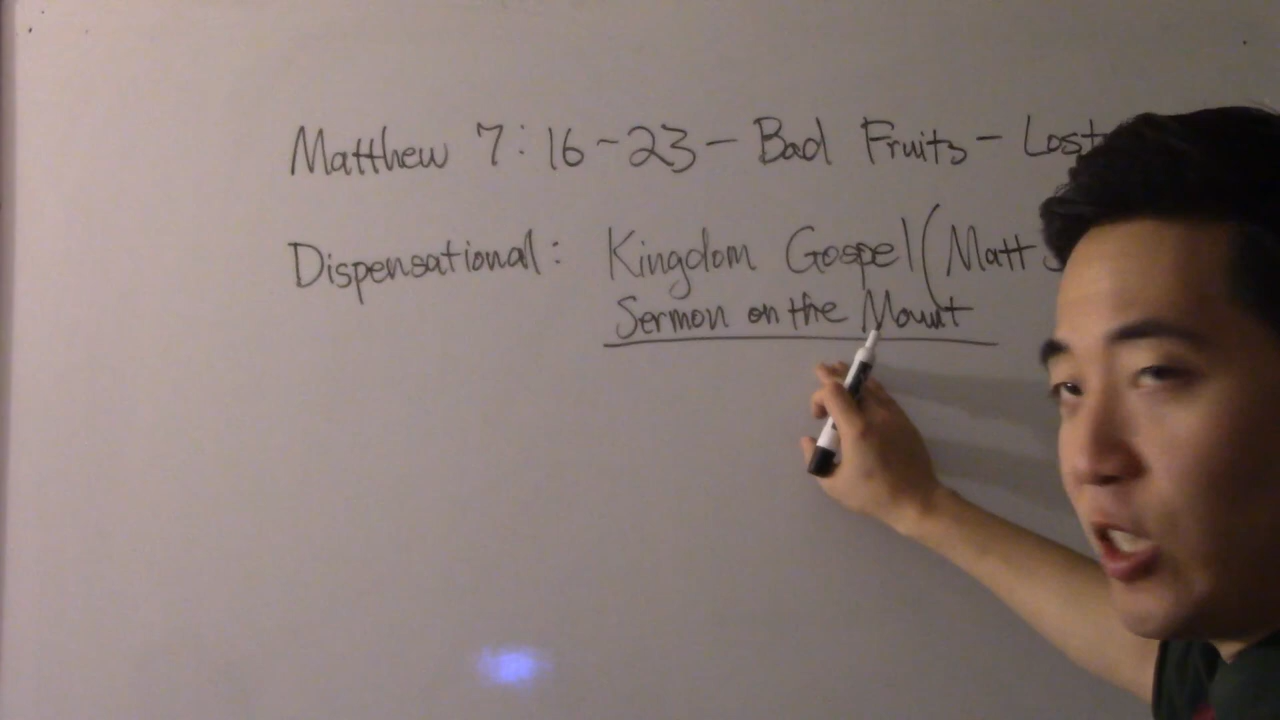 Matthew 7:16-23 - Bad Fruits - Lost
Dispensational: Kingdom Gospel (Matt
Sermon on the Mount